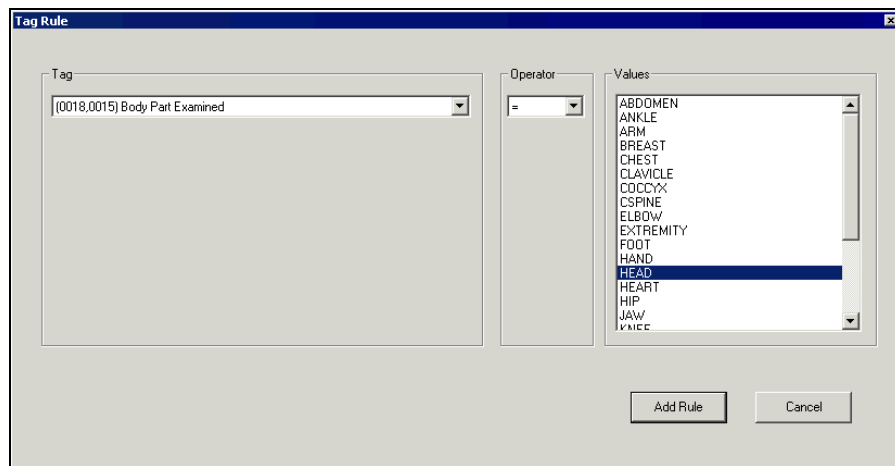 Tag Rule
Tag
Operator
Values
(0018,0015) Body Part Examined
=
ABDOMEN
ANKLE
ARM
BREAST
CHEST
CLAVICLE
COCCYX
CSPINE
ELBOW
EXTREMITY
FOOT
HAND
HEAD
HEART
HIP
JAW
KNEE
Add Rule
Cancel